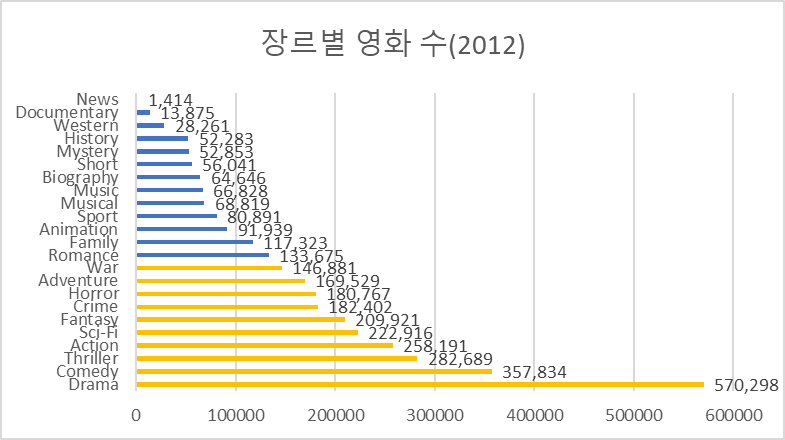 장르별 영화 수(2012)
News 1,414
Documentary 13,875
Western 28,261
History 52,283
Mystery 52,853
Short 56,041
Biography 64,646
Music 66,828
Musical 68,819
Sport 80,891
Animation 91,939
Family 117,323
Romance 133,675
War 146,881
Adventure 169,529
Horror 180,767
Crime 182,402
Fantasy 209,921
Sci-Fi 222,916
Action 258,191
Thriller 282,689
Comedy 357,834
Drama 570,298
0 100000 200000 300000 400000 500000 600000